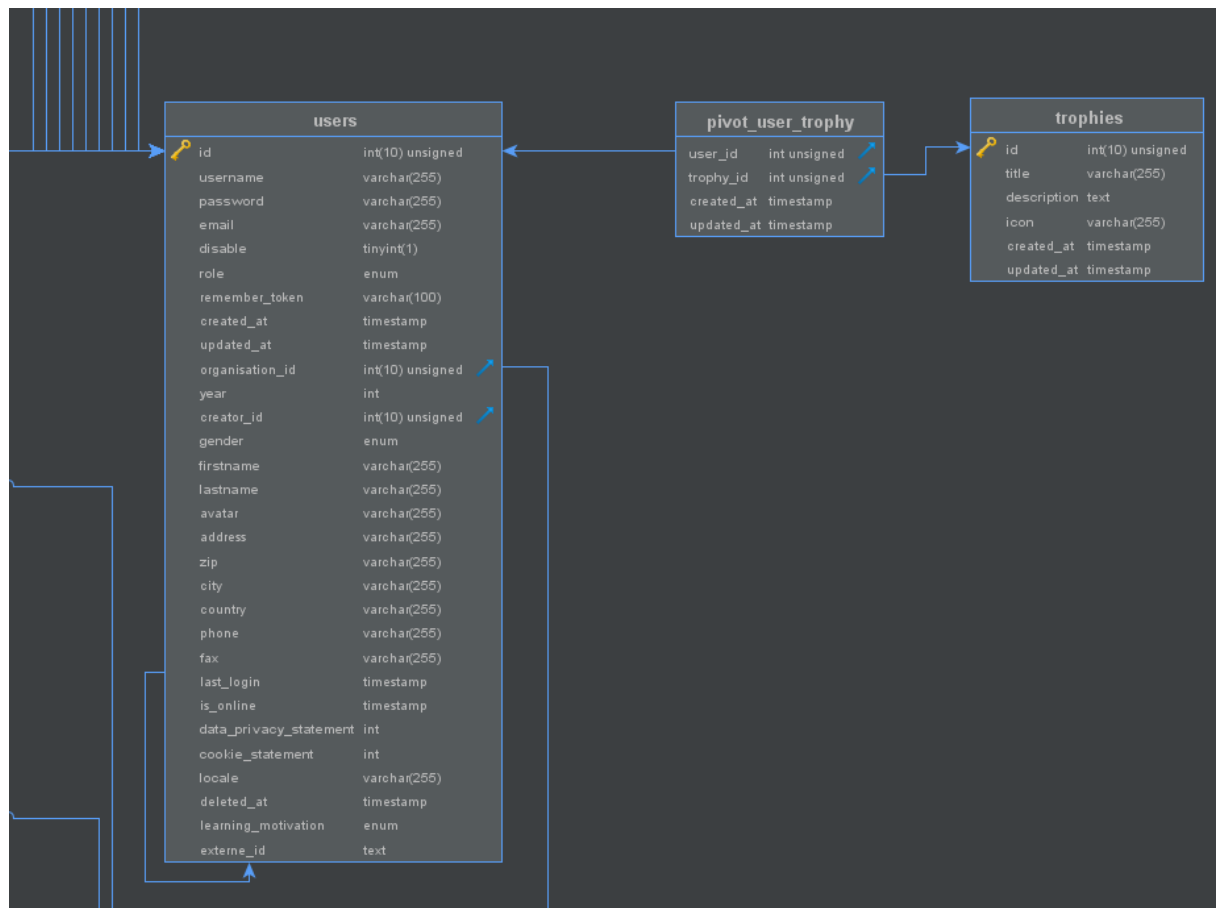 users
id int(10) unsigned
username varchar(255)
password varchar(255)
email varchar(255)
disable tinyint(1)
role enum
remember_token varchar(100)
created_at timestamp
updated_at timestamp
organisation_id int(10) unsigned
year int
creator_id int(10) unsigned
gender enum
firstname varchar(255)
lastname varchar(255)
avatar varchar(255)
address varchar(255)
zip varchar(255)
city varchar(255)
country varchar(255)
phone varchar(255)
fax varchar(255)
last_login timestamp
is_online timestamp
data_privacy_statement int
cookie_statement int
locale varchar(255)
deleted_at timestamp
learning_motivation enum
externe_id text
pivot_user_trophy
user_id int unsigned
trophy_id int unsigned
created_at timestamp
updated_at timestamp
trophies
id int(10) unsigned
title varchar(255)
description text
icon varchar(255)
created_at timestamp
updated_at timestamp